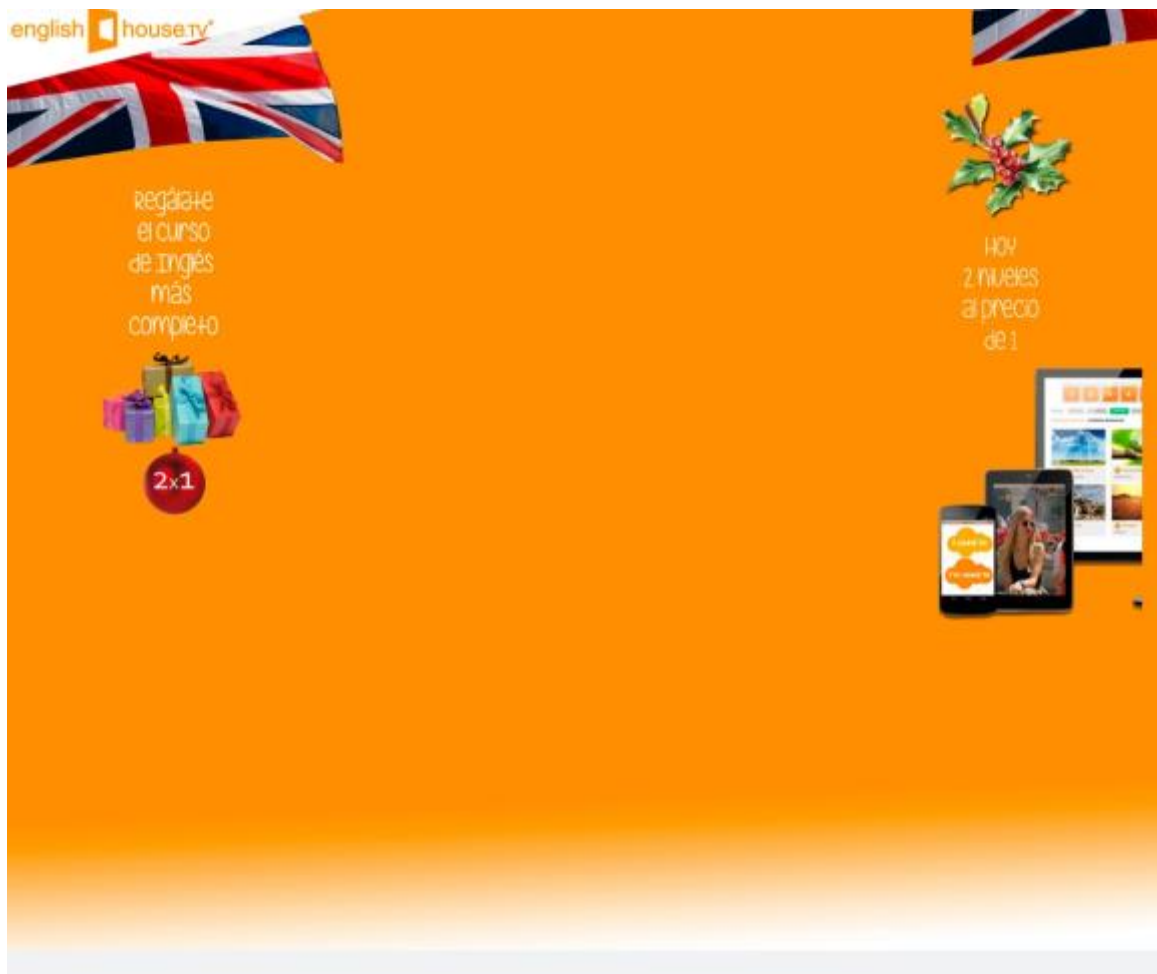 english house.TV
Regálate
el curso
de Inglés
más
completo
2x1
Hoy
2 niveles
al precio
de 1